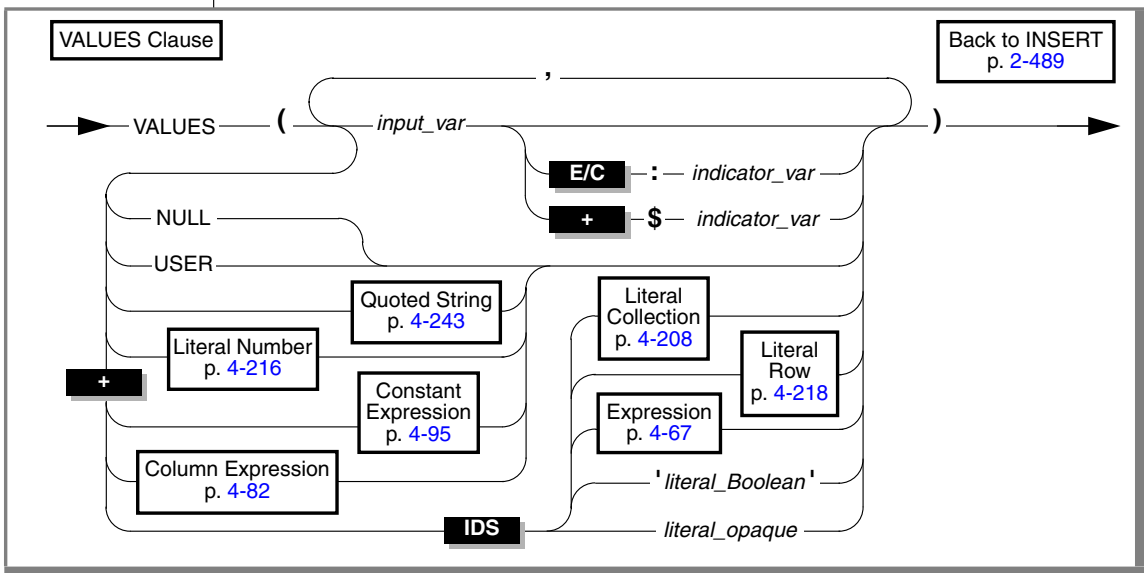 VALUES Clause
Back to INSERT
p. 2-489
,
VALUES ( input_var )
E/C : indicator_var
+ $ indicator_var
NULL
USER
Quoted String
p. 4-243
Literal
Collection
p. 4-208
Literal Number
p. 4-216
Literal
Row
p. 4-218
+
Constant
Expression
p. 4-95
Expression
p. 4-67
Column Expression
p. 4-82
'literal_Boolean'
IDS
literal_opaque